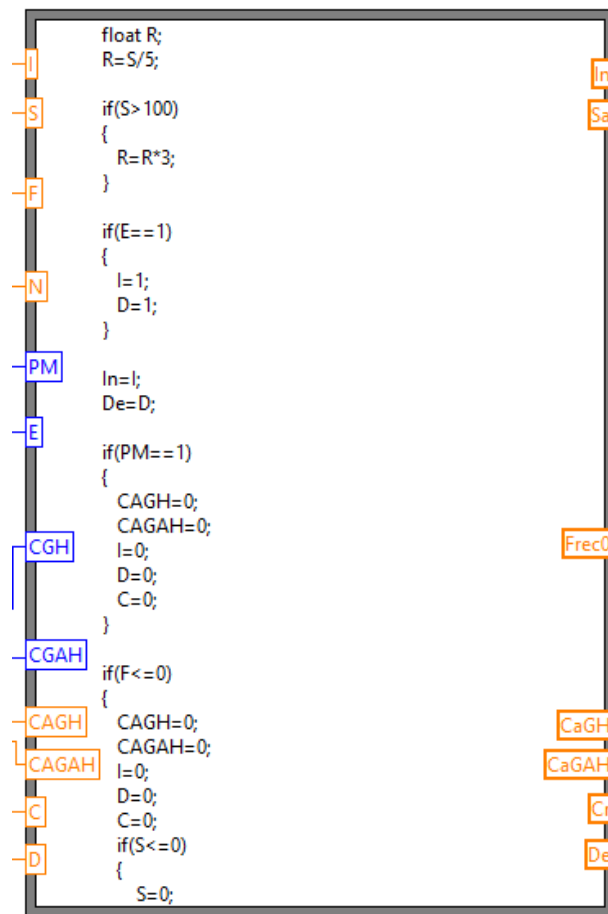 float R;
R=S/5;
if(S>100)
{
R=R*3;
}
if(E==1)
{
I=1;
D=1;
}
In=I;
De=D;
if(PM==1)
{
CAGH=0;
CAGAH=0;
I=0;
D=0;
C=0;
}
if(F<=0)
{
CAGH=0;
CAGAH=0;
I=0;
D=0;
C=0;
if(S<=0)
{
S=0;
I
S
F
N
PM
E
CGH
CGAH
CAGH
CAGAH
C
D
In
Sa
Frec0
CaGH
CaGAH
Cr
De